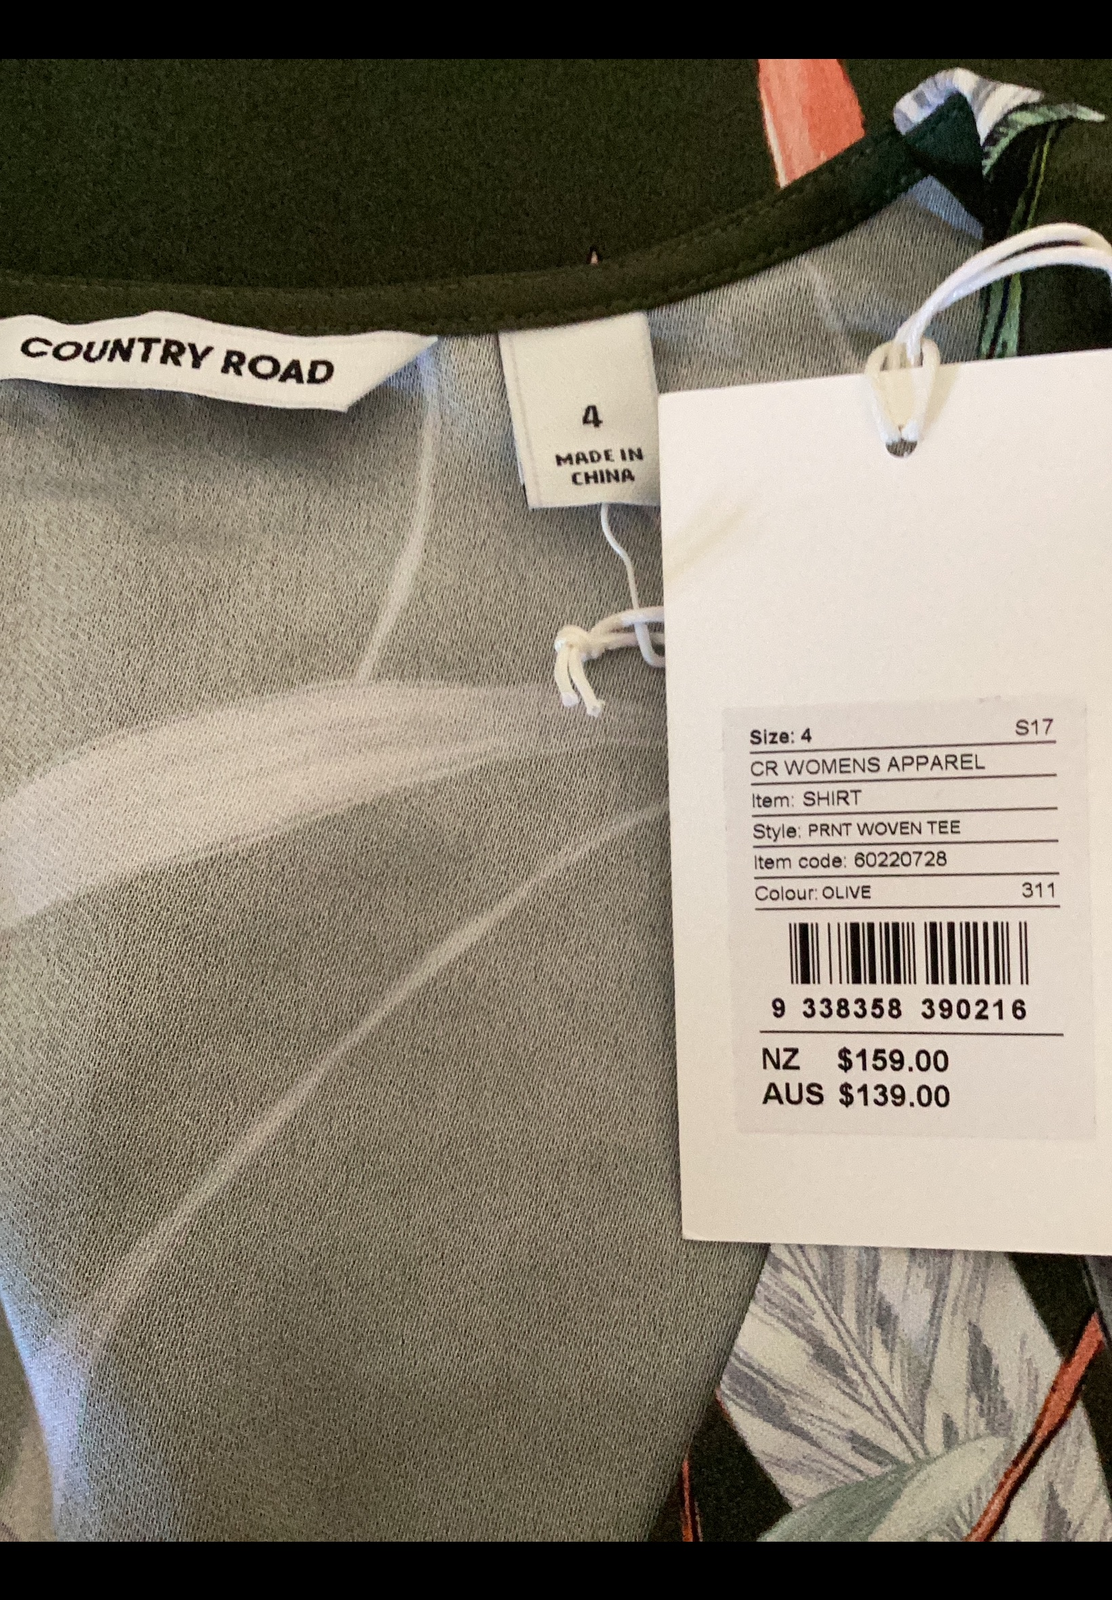 COUNTRY ROAD
4
MADE IN
CHINA
Size: 4 S17
CR WOMENS APPAREL
Item: SHIRT
Style: PRNT WOVEN TEE
Item code: 60220728
Colour: OLIVE 311
9 338358 390216
NZ $159.00
AUS $139.00